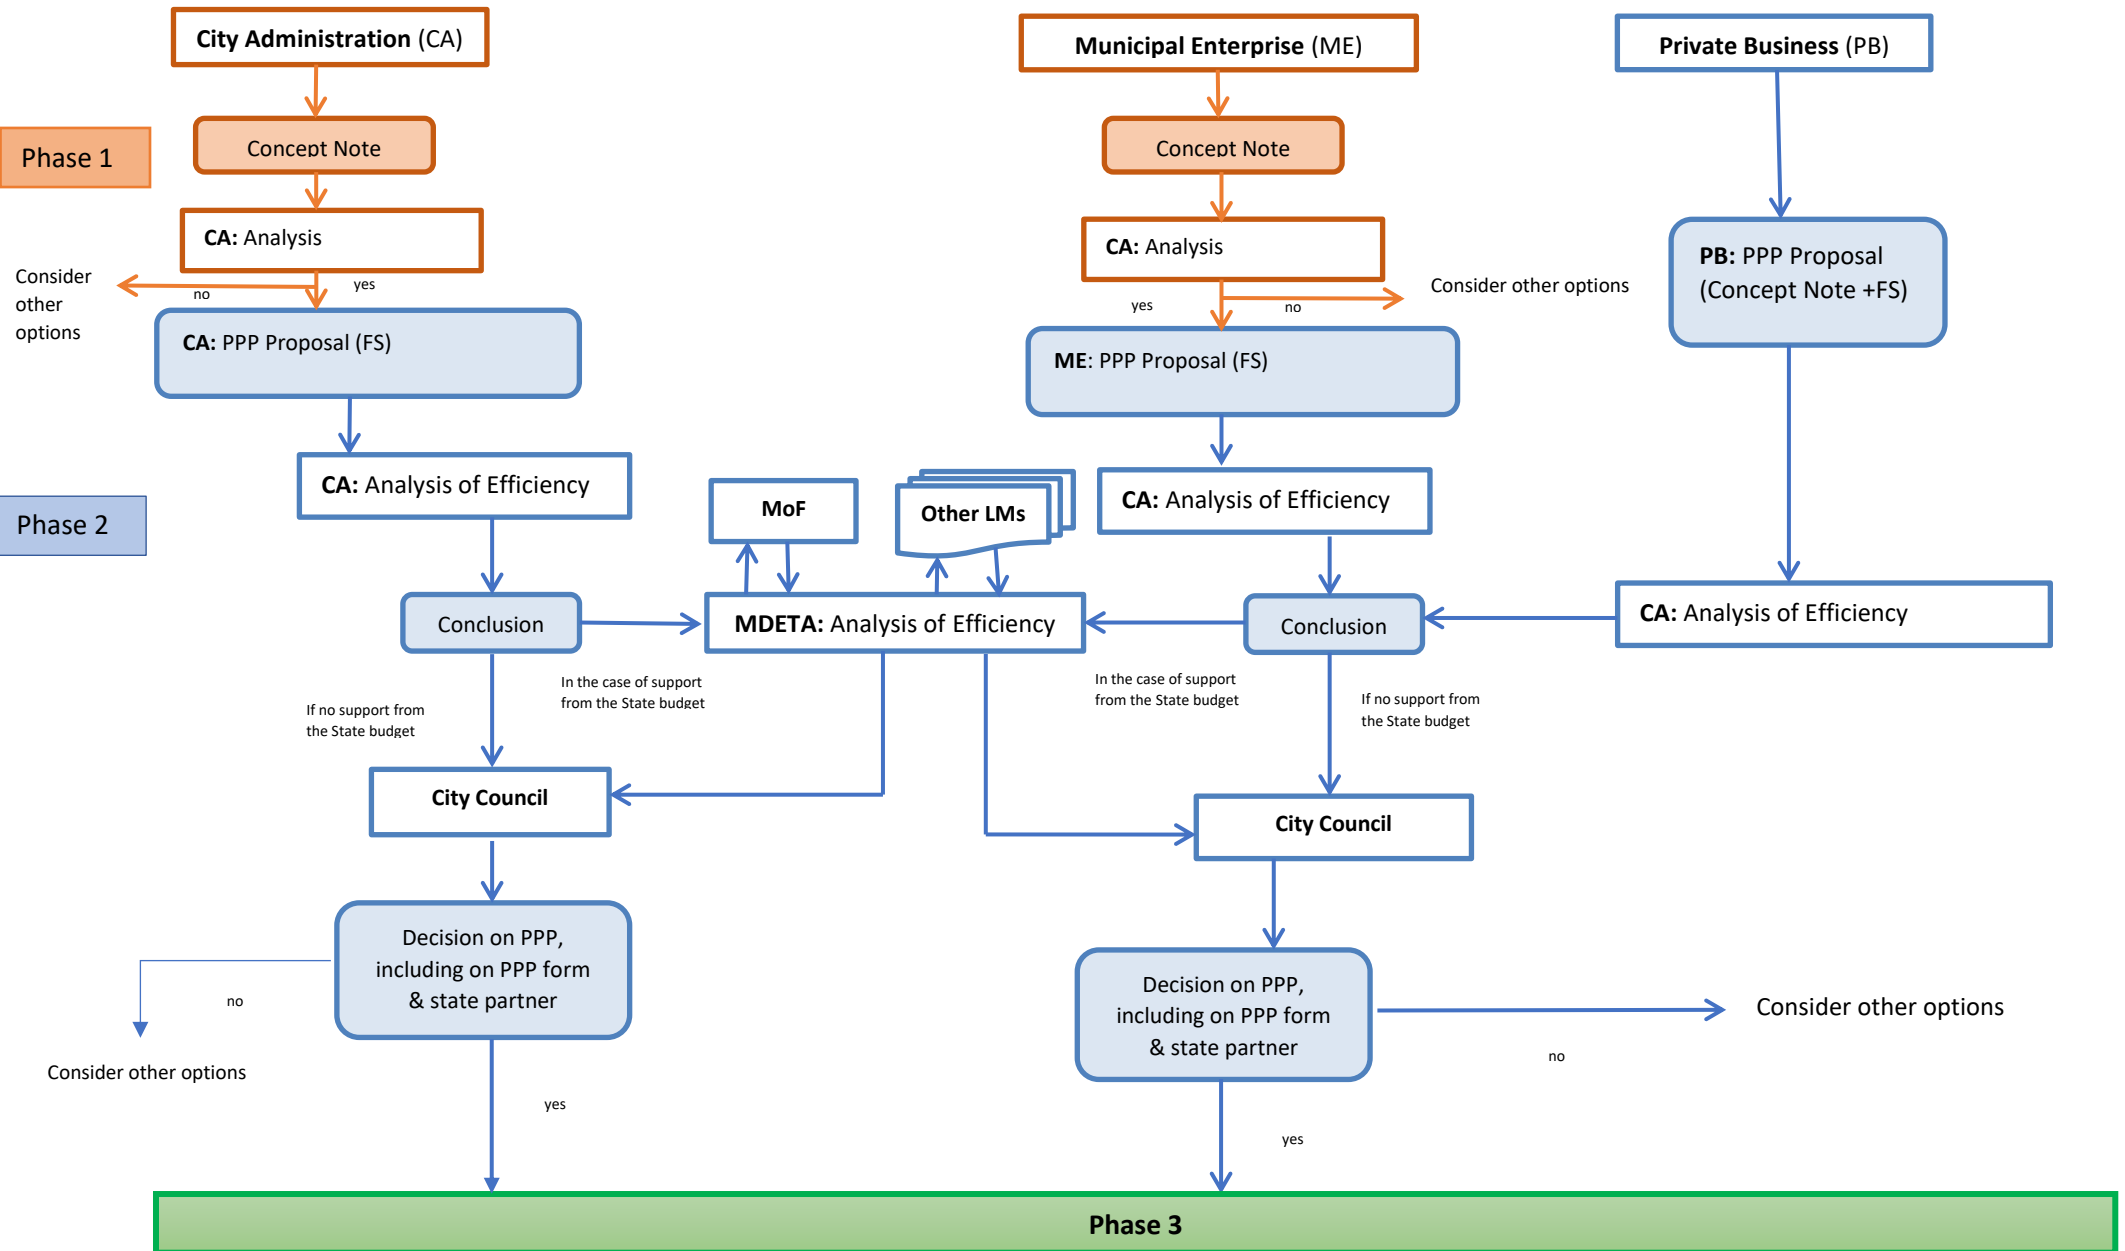 City Administration (CA)
Municipal Enterprise (ME)
Private Business (PB)
Phase 1
Concept Note
Concept Note
CA: Analysis
CA: Analysis
PB: PPP Proposal
(Concept Note +FS)
Consider
other
options
no
yes
yes
no
Consider other options
CA: PPP Proposal (FS)
ME: PPP Proposal (FS)
Phase 2
CA: Analysis of Efficiency
MoF
Other LMs
CA: Analysis of Efficiency
Conclusion
MDETA: Analysis of Efficiency
Conclusion
CA: Analysis of Efficiency
If no support from
the State budget
In the case of support
from the State budget
In the case of support
from the State budget
If no support from
the State budget
City Council
City Council
Decision on PPP,
including on PPP form
& state partner
no
Consider other options
yes
Decision on PPP,
including on PPP form
& state partner
Consider other options
no
yes
Phase 3